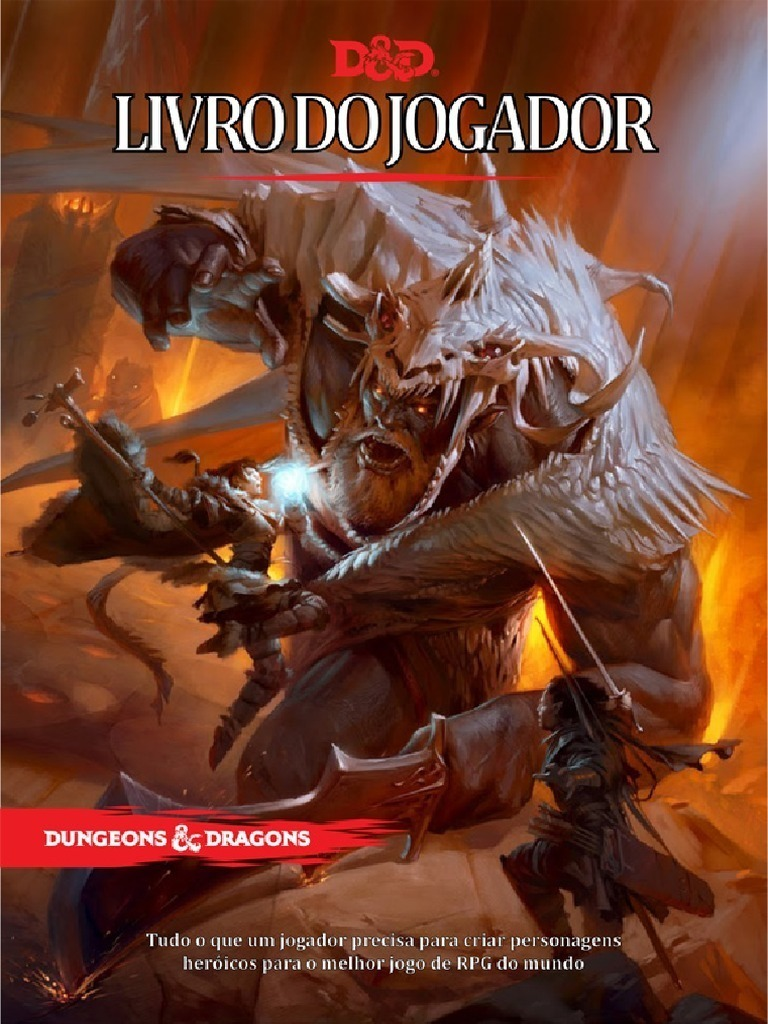 D&D®
LIVRO DO JOGADOR
DUNGEONS & DRAGONS
Tudo o que um jogador precisa para criar personagens
heróicos para o melhor jogo de RPG do mundo